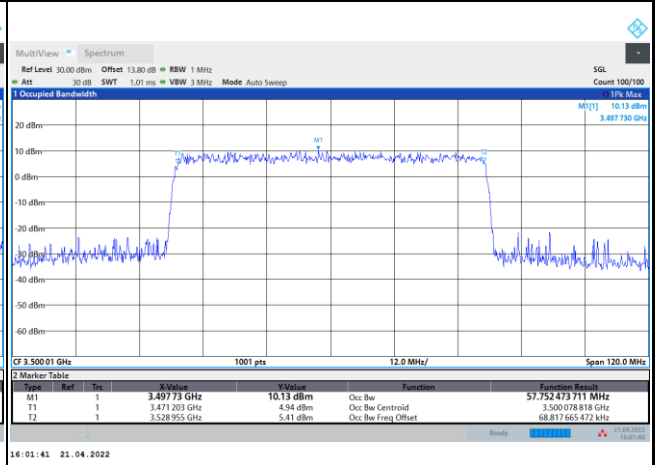 MultiView Spectrum
Ref Level 30.00 dBm Offset 13.80 dB RBW 1 MHz SGL
Att 30 dB SWT 1.01 ms VBW 3 MHz Mode Auto Sweep Count 100/100
1 Occupied Bandwidth 1Pk Max
M1[1] 10.13 dBm
3.497 730 GHz
M1
20 dBm
10 dBm
T1
T2
0 dBm
-10 dBm
-20 dBm
-30 dBm
-40 dBm
-50 dBm
-60 dBm
CF 3.500 01 GHz 1001 pts 12.0 MHz/ Span 120.0 MHz
2 Marker Table
Type Ref Trc X-Value Y-Value Function Function Result
M1 1 3.497 73 GHz 10.13 dBm Occ Bw 57.752 473 711 MHz
T1 1 3.471 203 GHz 4.94 dBm Occ Bw Centroid 3.500 078 818 GHz
T2 1 3.528 955 GHz 5.41 dBm Occ Bw Freq Offset 68.817 665 472 kHz
Ready 21.04.2022
16:01:40
16:01:41 21.04.2022